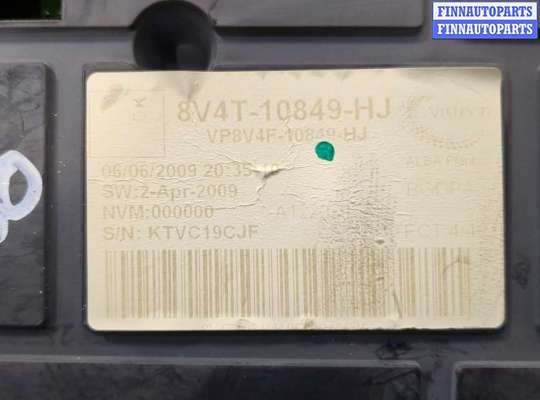 FINNAUTOPARTS
FINNAUTOPARTS
OK
8V4T-10849-HJ
VP8V4F-10849-HJ
06/06/2009 20:35
SW:2-Apr-2009
NVM:000000
S/N: KTVC19CJF